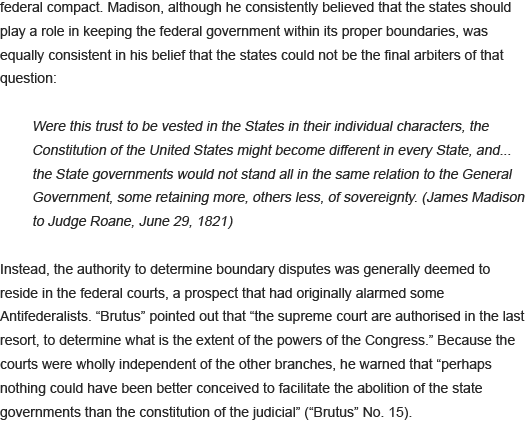 federal compact. Madison, although he consistently believed that the states should
play a role in keeping the federal government within its proper boundaries, was
equally consistent in his belief that the states could not be the final arbiters of that
question:
Were this trust to be vested in the States in their individual characters, the
Constitution of the United States might become different in every State, and...
the State governments would not stand all in the same relation to the General
Government, some retaining more, others less, of sovereignty. (James Madison
to Judge Roane, June 29, 1821)
Instead, the authority to determine boundary disputes was generally deemed to
reside in the federal courts, a prospect that had originally alarmed some
Antifederalists. “Brutus” pointed out that “the supreme court are authorised in the last
resort, to determine what is the extent of the powers of the Congress.” Because the
courts were wholly independent of the other branches, he warned that “perhaps
nothing could have been better conceived to facilitate the abolition of the state
governments than the constitution of the judicial” (“Brutus” No. 15).